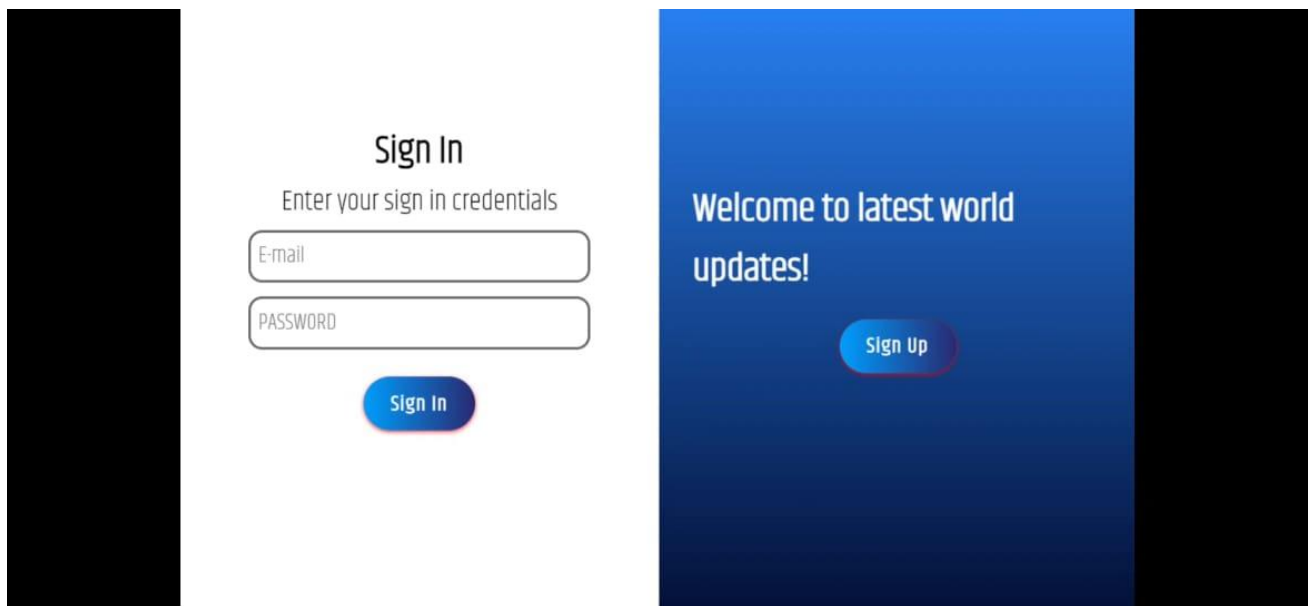 Sign In
Enter your sign in credentials
E-mail
PASSWORD
Sign In
Welcome to latest world
updates!
Sign Up